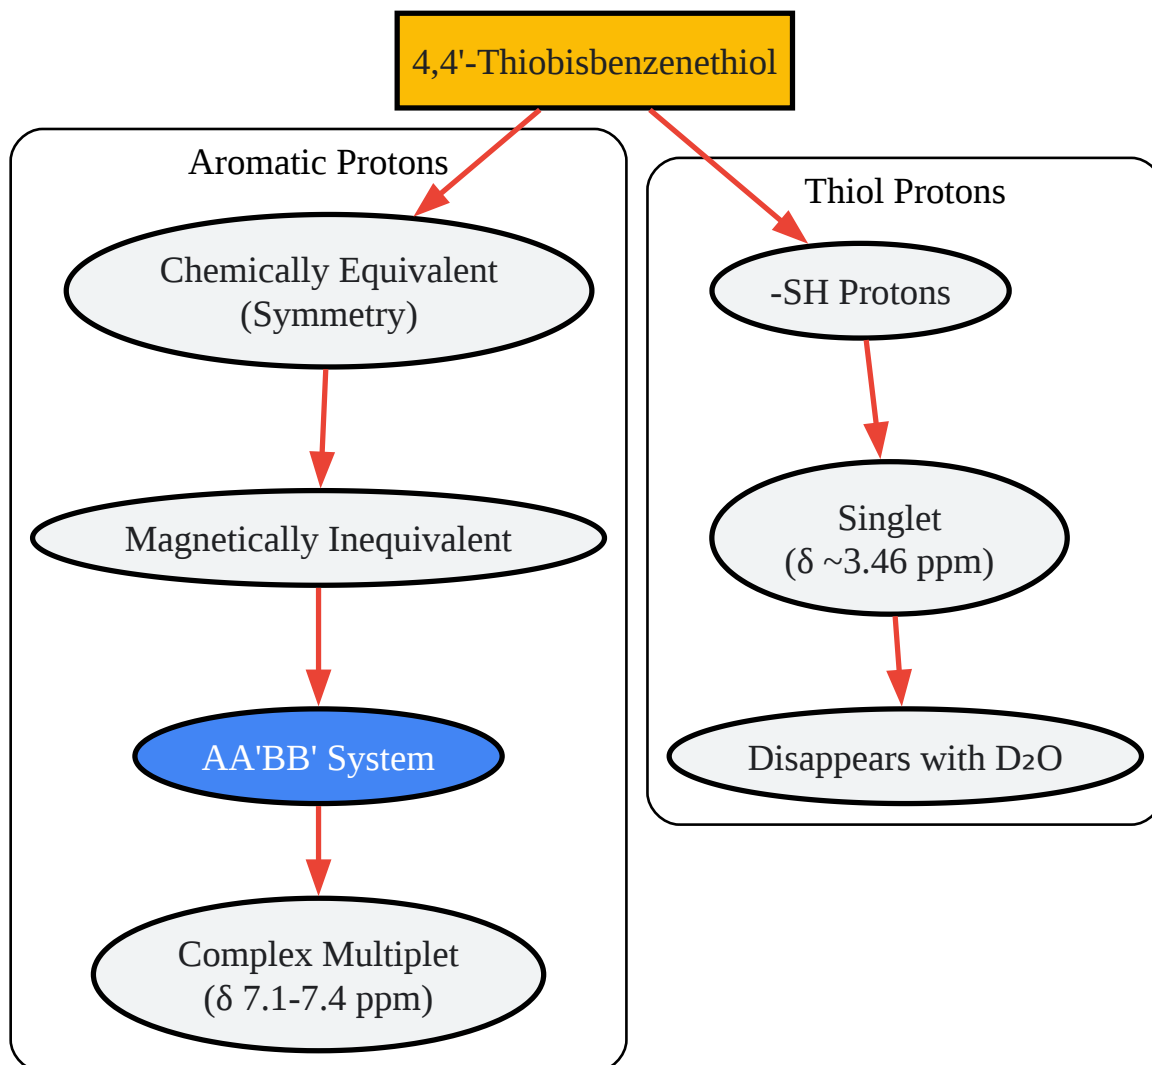 4,4'-Thiobisbenzenethiol
Aromatic Protons
Chemically Equivalent
(Symmetry)
Magnetically Inequivalent
AA'BB' System
Complex Multiplet
(δ 7.1-7.4 ppm)
Thiol Protons
-SH Protons
Singlet
(δ ~3.46 ppm)
Disappears with D₂O